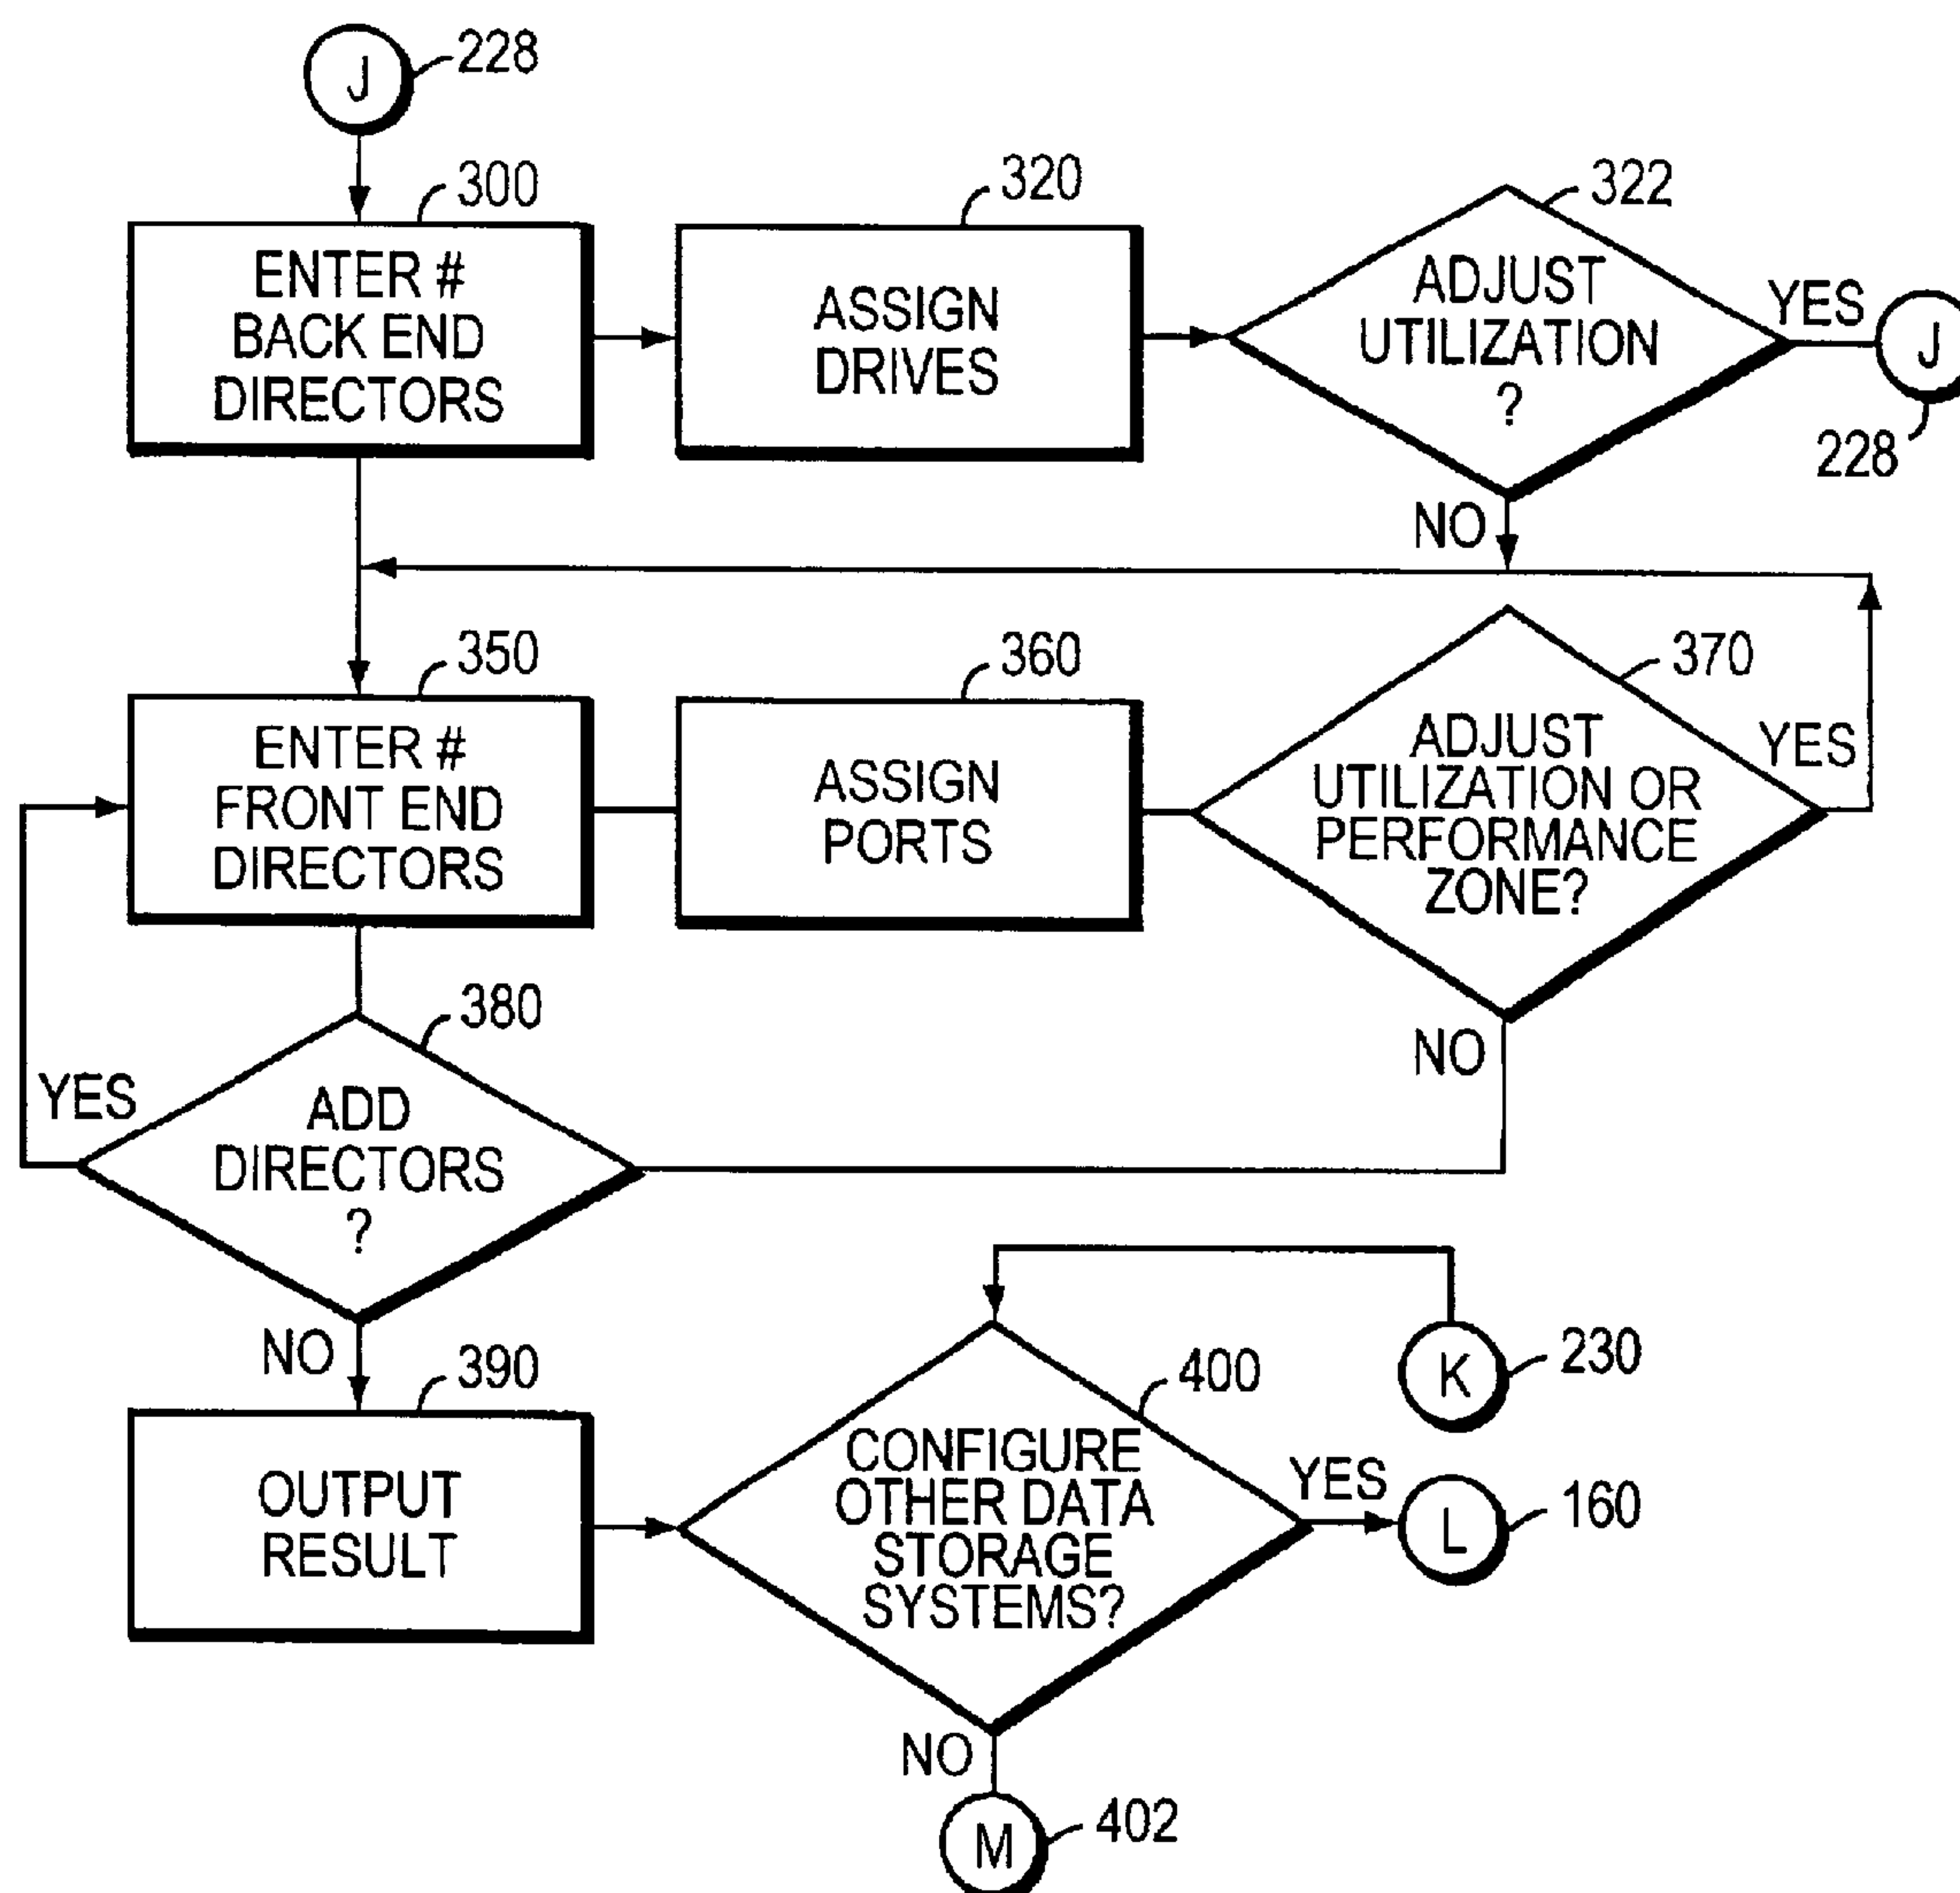 J
228
300
ENTER #
BACK END
DIRECTORS
320
ASSIGN
DRIVES
322
ADJUST
UTILIZATION
?
YES
J
228
NO
350
ENTER #
FRONT END
DIRECTORS
360
ASSIGN
PORTS
370
ADJUST
UTILIZATION OR
PERFORMANCE
ZONE?
YES
NO
380
ADD
DIRECTORS
?
YES
NO
390
OUTPUT
RESULT
400
CONFIGURE
OTHER DATA
STORAGE
SYSTEMS?
K
230
YES
L
160
NO
M
402